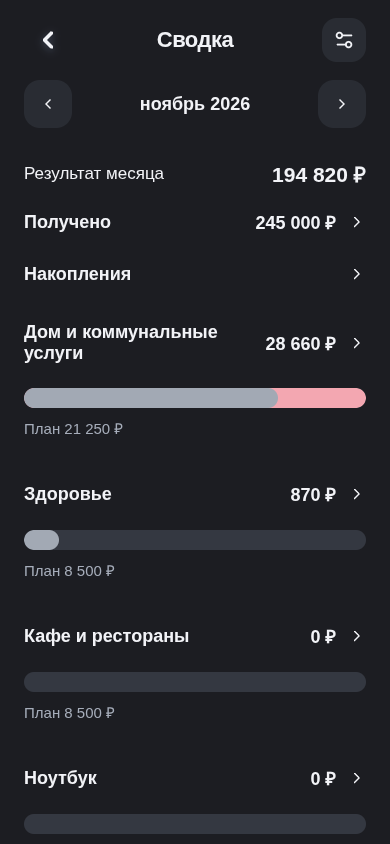 Сводка
ноябрь 2026
Результат месяца 194 820 ₽
Получено 245 000 ₽
Накопления
Дом и коммунальные
услуги 28 660 ₽
План 21 250 ₽
Здоровье 870 ₽
План 8 500 ₽
Кафе и рестораны 0 ₽
План 8 500 ₽
Ноутбук 0 ₽